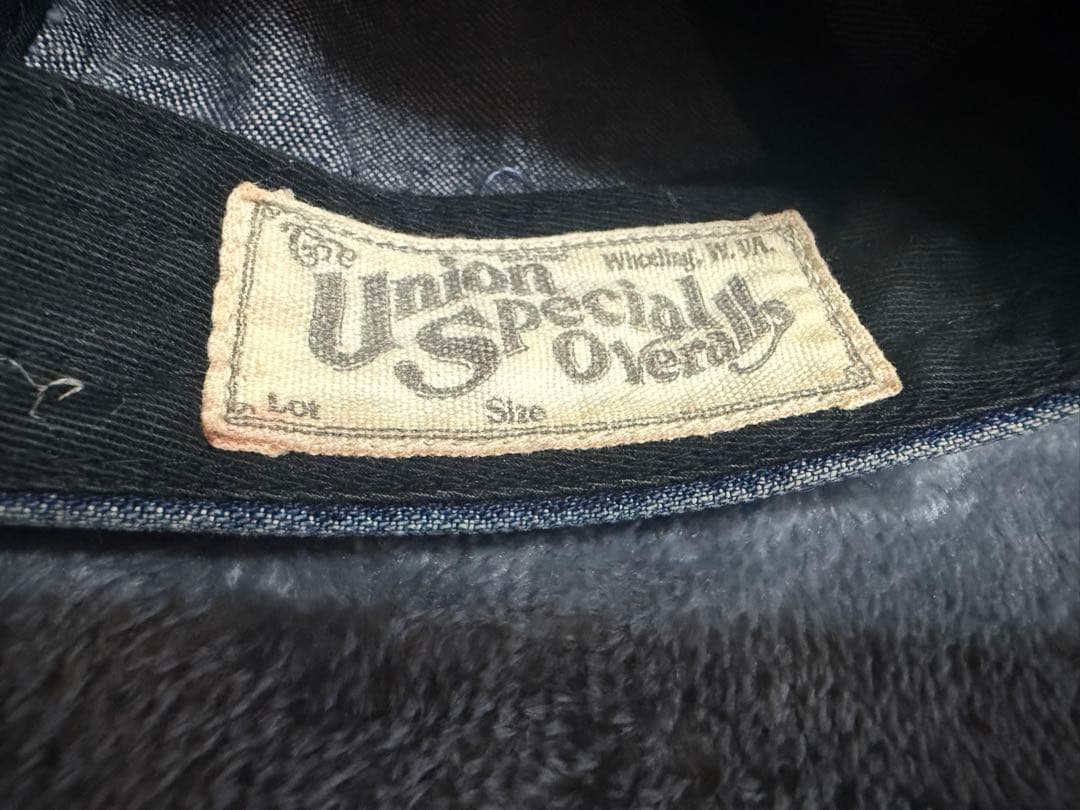 The
Wheeling, W. VA.
Union
Special
Overalls
Lot Size